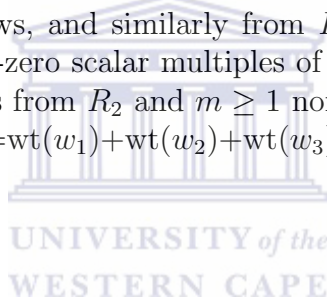 ws, and similarly from
-zero scalar multiples of
s from R₂ and m ≥ 1 no
=wt(w₁)+wt(w₂)+wt(w₃
UNIVERSITY of the
WESTERN CAPE